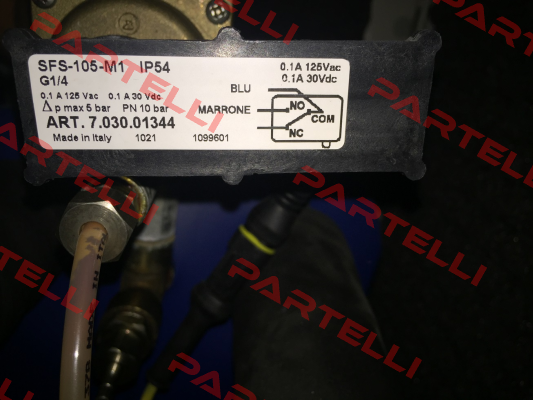 SFS-105-M1 IP54
G1/4
0.1 A 125 Vac 0.1 A 30 Vdc
Δ p max 5 bar PN 10 bar
ART. 7.030.01344
Made in Italy 1021 1099601
0.1A 125Vac
0.1A 30Vdc
BLU
MARRONE
NO
COM
NC
PARTELLI
PARTELLI
PARTELLI
PARTELLI
PARTELLI
PARTELLI